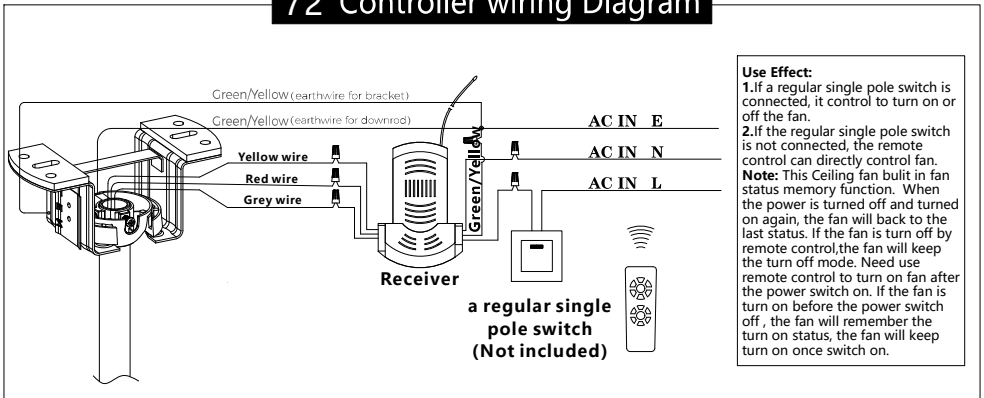 72" Controller wiring Diagram
Green/Yellow (earthwire for bracket)
Green/Yellow (earthwire for downrod)
Yellow wire
Red wire
Grey wire
Green/Yellow
AC IN E
AC IN N
AC IN L
Receiver
a regular single
pole switch
(Not included)
Use Effect:
1.If a regular single pole switch is
connected, it control to turn on or
off the fan.
2.If the regular single pole switch
is not connected, the remote
control can directly control fan.
Note: This Ceiling fan bulit in fan
status memory function. When
the power is turned off and turned
on again, the fan will back to the
last status. If the fan is turn off by
remote control,the fan will keep
the turn off mode. Need use
remote control to turn on fan after
the power switch on. If the fan is
turn on before the power switch
off , the fan will remember the
turn on status, the fan will keep
turn on once switch on.